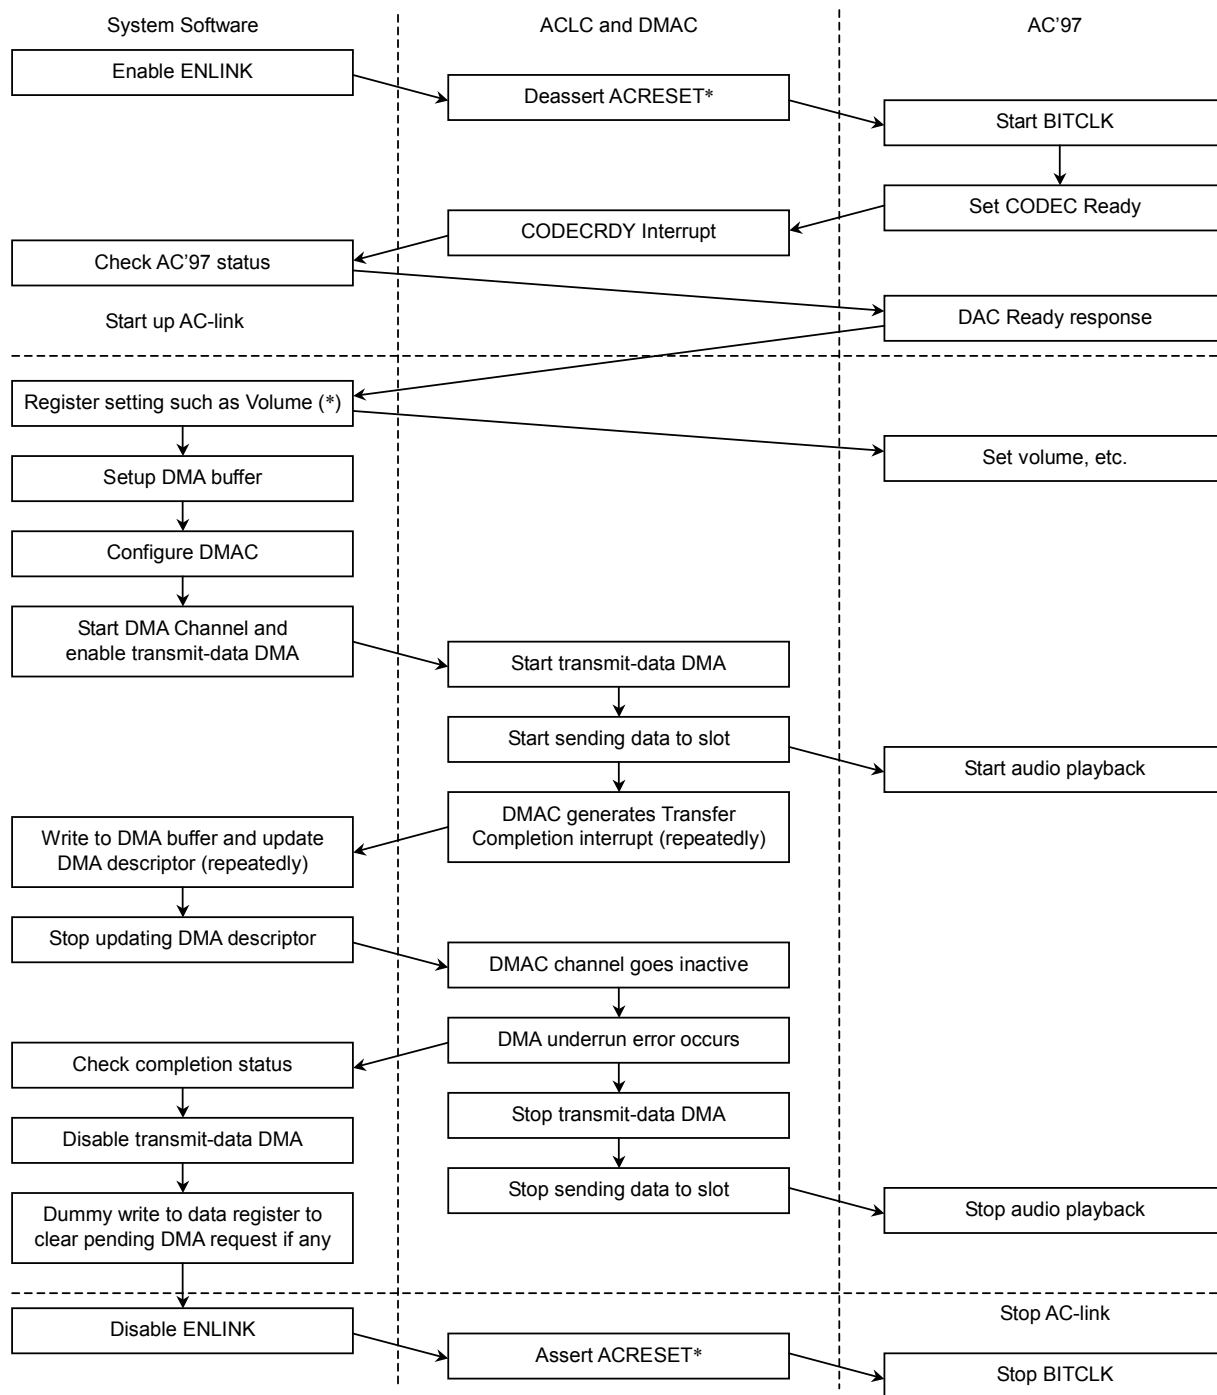 System Software
ACLC and DMAC
AC’97
Enable ENLINK
Deassert ACRESET*
Start BITCLK
Set CODEC Ready
CODECRDY Interrupt
Check AC’97 status
DAC Ready response
Start up AC-link
Register setting such as Volume (*)
Set volume, etc.
Setup DMA buffer
Configure DMAC
Start DMA Channel and
enable transmit-data DMA
Start transmit-data DMA
Start sending data to slot
Start audio playback
DMAC generates Transfer
Completion interrupt (repeatedly)
Write to DMA buffer and update
DMA descriptor (repeatedly)
Stop updating DMA descriptor
DMAC channel goes inactive
DMA underrun error occurs
Check completion status
Stop transmit-data DMA
Disable transmit-data DMA
Stop sending data to slot
Stop audio playback
Dummy write to data register to
clear pending DMA request if any
Stop AC-link
Disable ENLINK
Assert ACRESET*
Stop BITCLK